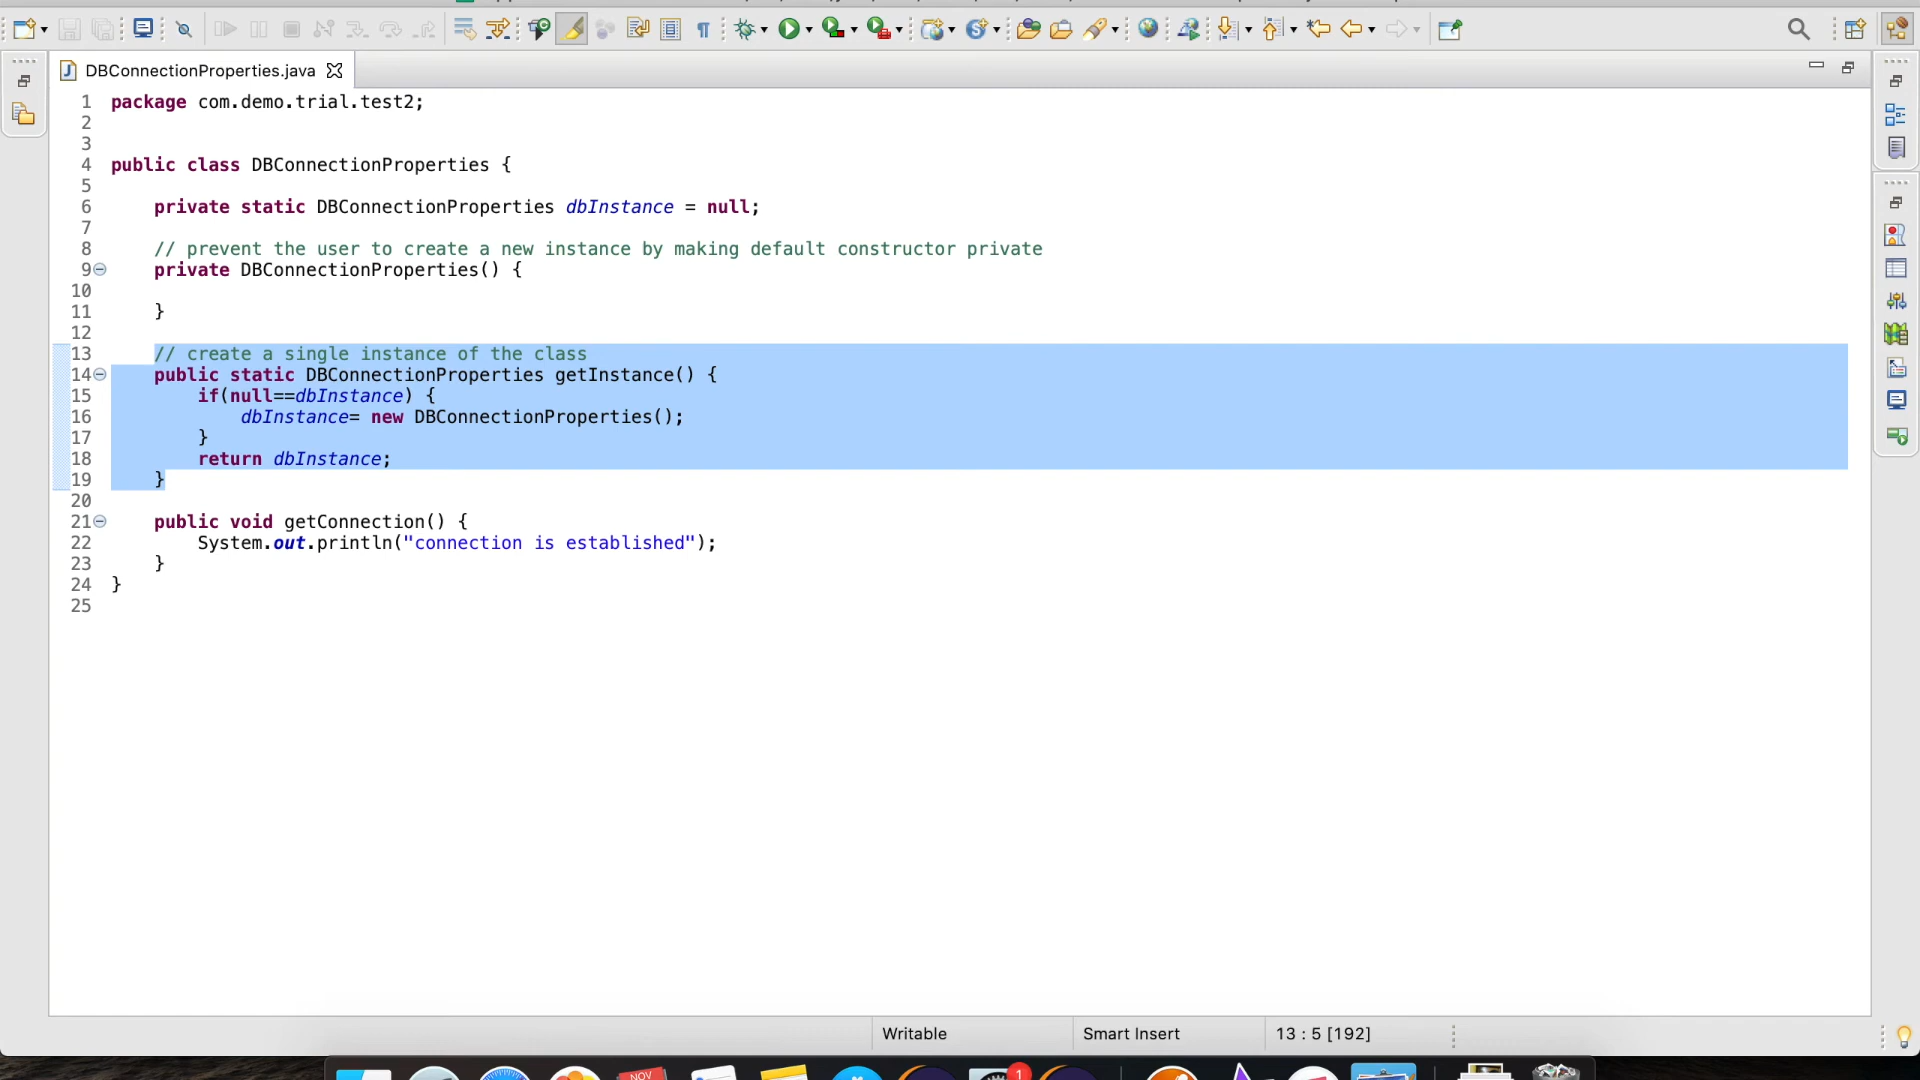 DBConnectionProperties.java
1 package com.demo.trial.test2;
2
3
4 public class DBConnectionProperties {
5
6 private static DBConnectionProperties dbInstance = null;
7
8 // prevent the user to create a new instance by making default constructor private
9 private DBConnectionProperties() {
10
11 }
12
13 // create a single instance of the class
14 public static DBConnectionProperties getInstance() {
15 if(null==dbInstance) {
16 dbInstance= new DBConnectionProperties();
17 }
18 return dbInstance;
19 }
20
21 public void getConnection() {
22 System.out.println("connection is established");
23 }
24 }
25
Writable Smart Insert 13 : 5 [192]
NOV 1